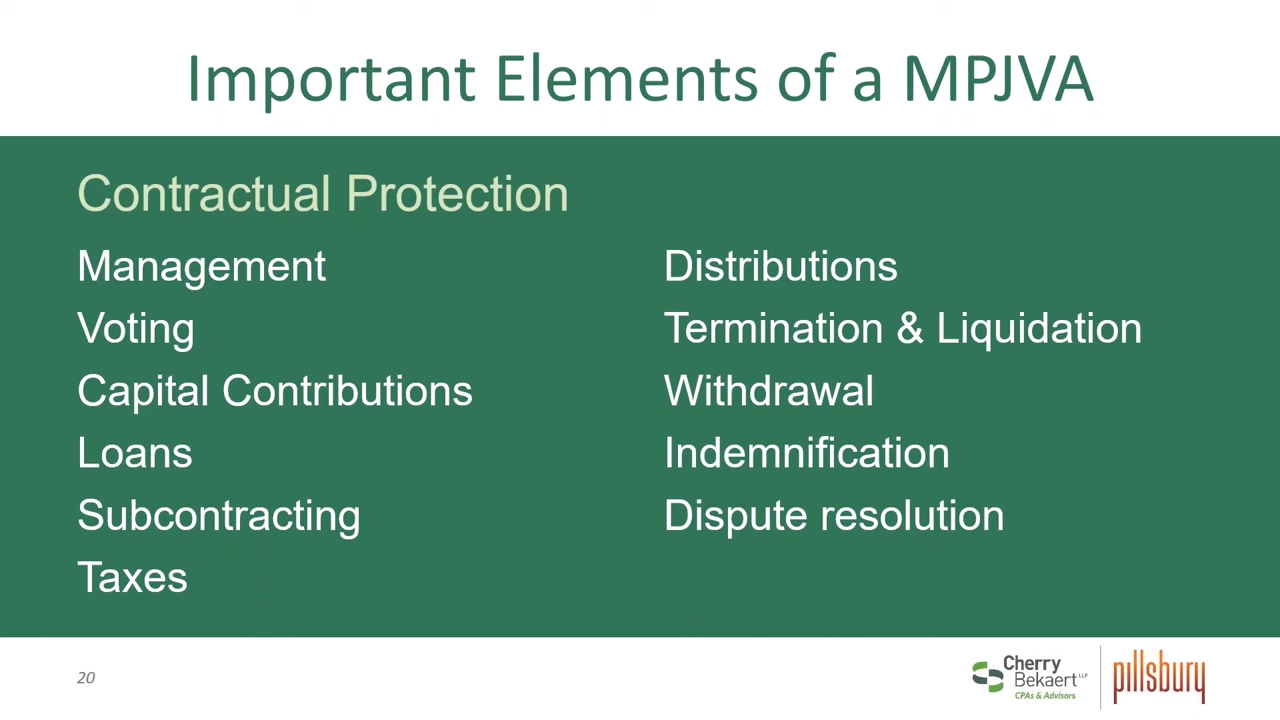 Important Elements of a MPJVA
Contractual Protection
Management
Voting
Capital Contributions
Loans
Subcontracting
Taxes
Distributions
Termination & Liquidation
Withdrawal
Indemnification
Dispute resolution
20
Cherry
Bekaert LLP
CPAs & Advisors
pillsbury